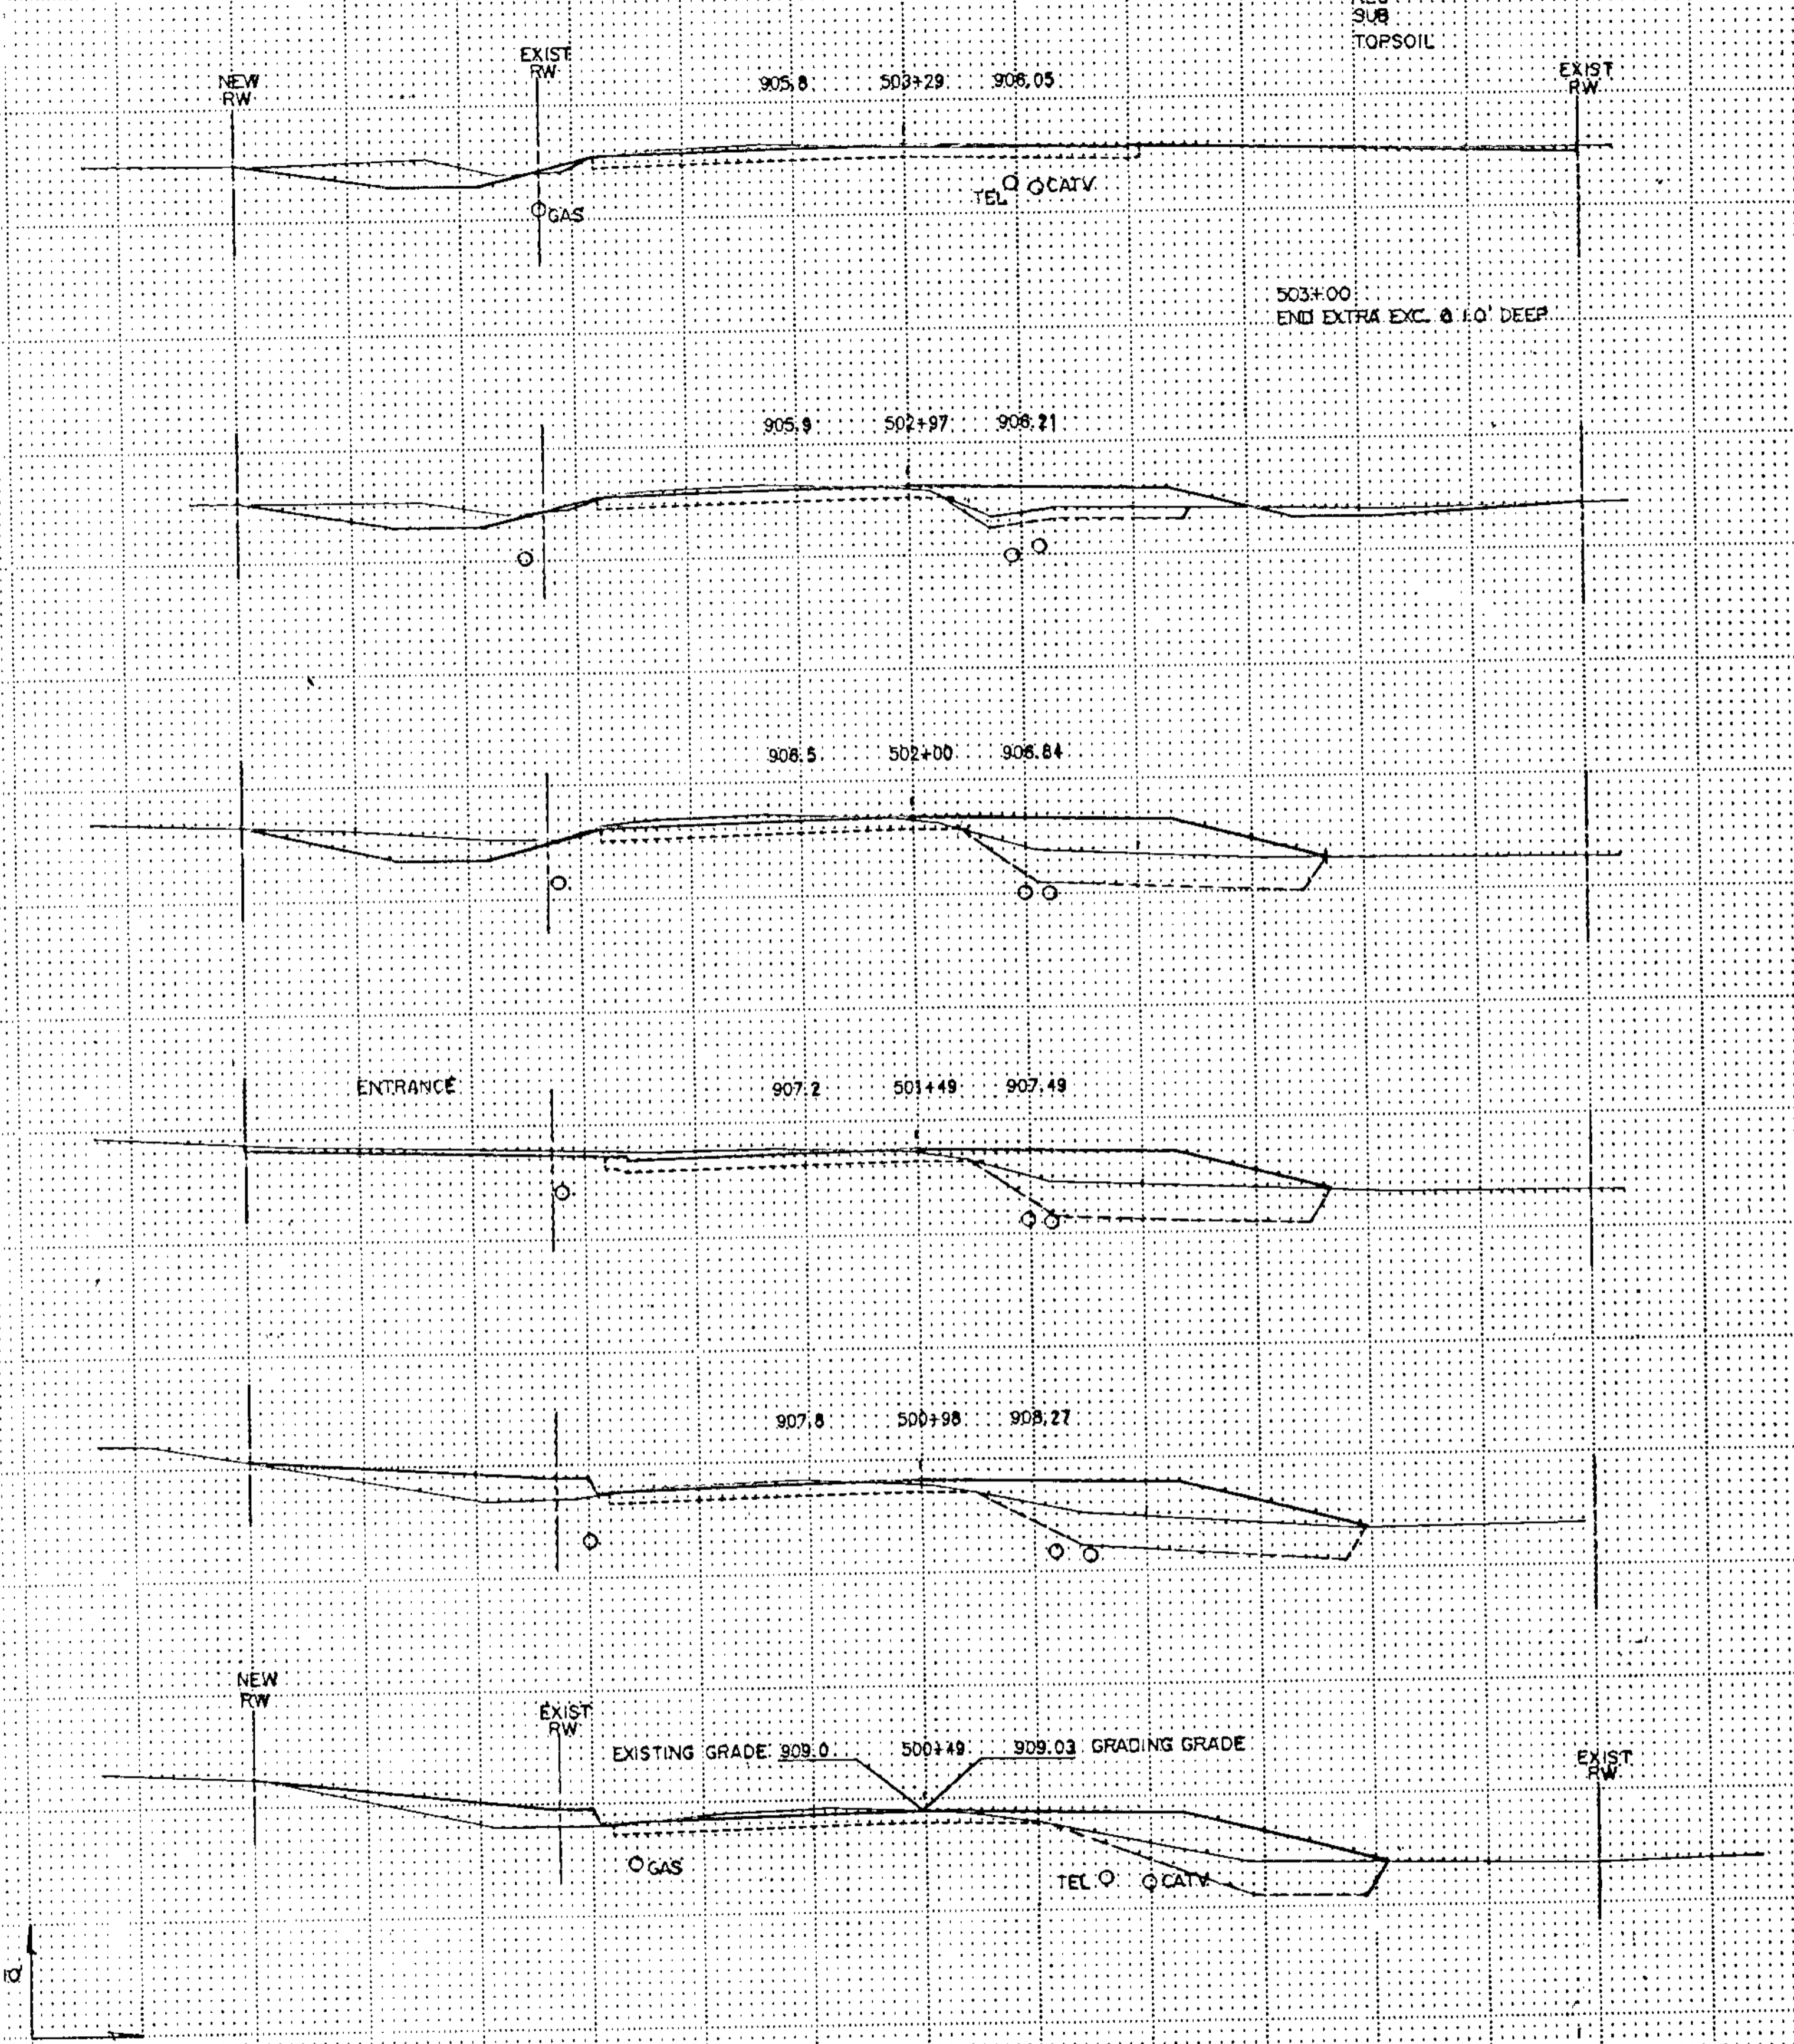 SUB
TOPSOIL
NEW
RW
EXIST
RW
905.8 503+29 906.05
EXIST
RW
TEL CATV
GAS
503+00
END EXTRA EXC. @ 1.0' DEEP
905.9 502+97 906.21
906.5 502+00 906.84
ENTRANCE 907.2 501+49 907.49
907.8 500+98 908.27
NEW
RW
EXIST
RW
EXISTING GRADE 909.0 500+49 909.03 GRADING GRADE
EXIST
RW
GAS
TEL CATV
10'